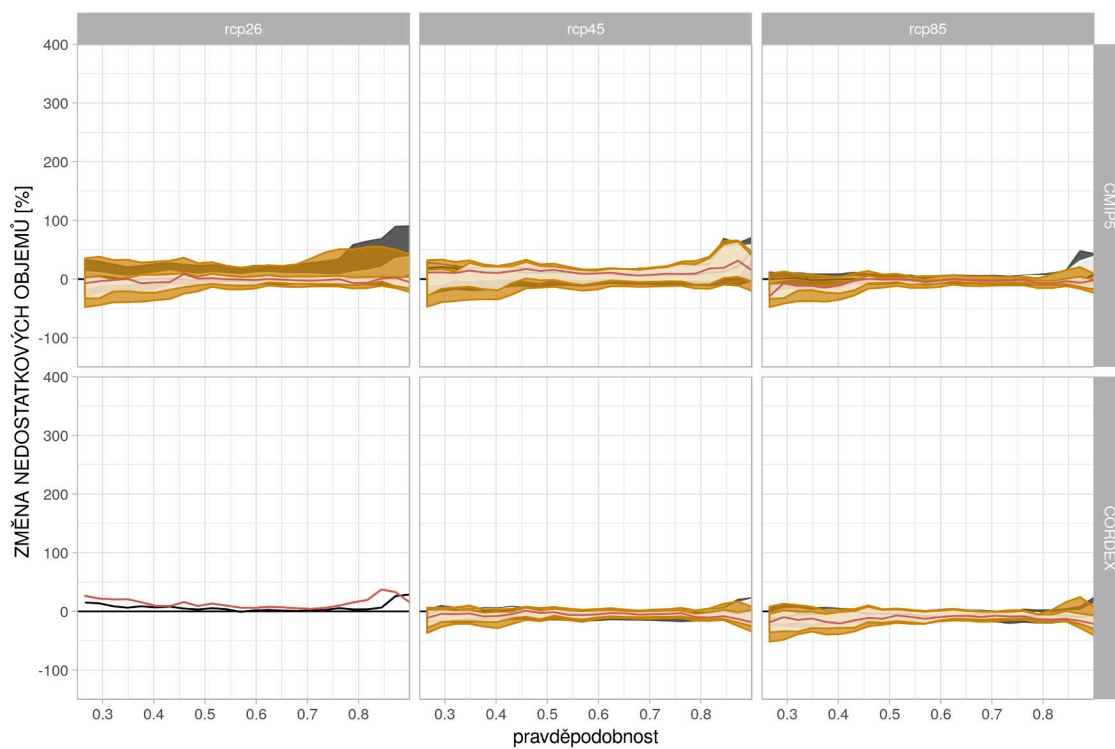 rcp26 rcp45 rcp85
400
300
200
100
0
-100
CMIP5
400
300
200
100
0
-100
CORDEX
0.3 0.4 0.5 0.6 0.7 0.8 0.3 0.4 0.5 0.6 0.7 0.8 0.3 0.4 0.5 0.6 0.7 0.8
pravděpodobnost
ZMĚNA NEDOSTATKOVÝCH OBJEMŮ [%]